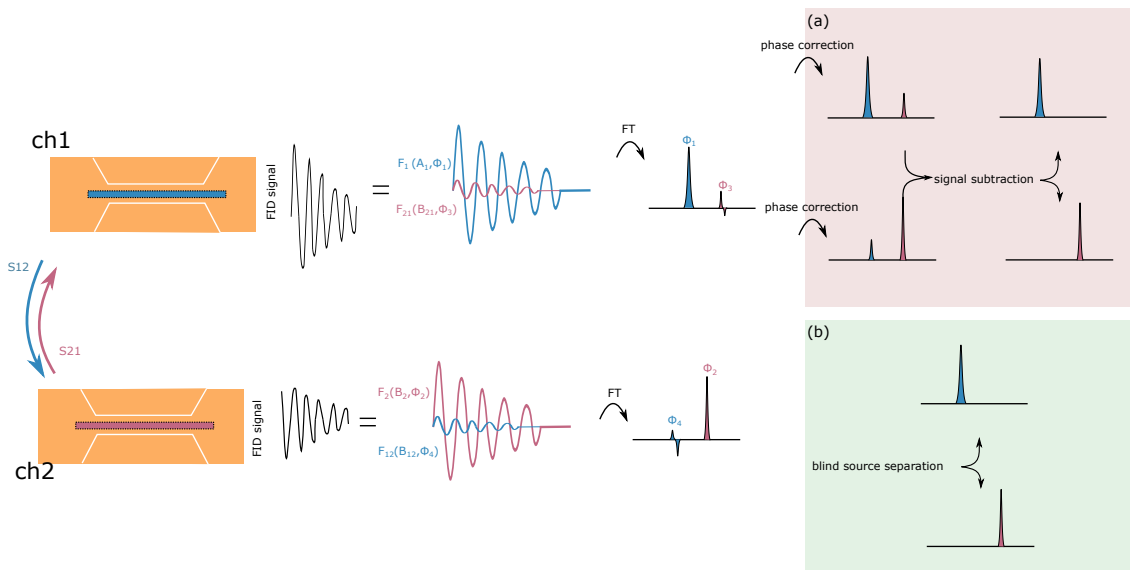 (a)
phase correction
ch1
FID signal
F₁(A₁,Φ₁)
F₂₁(B₂₁,Φ₃)
FT
Φ₁
Φ₃
signal subtraction
phase correction
S12
S21
(b)
FID signal
F₂(B₂,Φ₂)
F₁₂(B₁₂,Φ₄)
FT
Φ₂
Φ₄
blind source separation
ch2